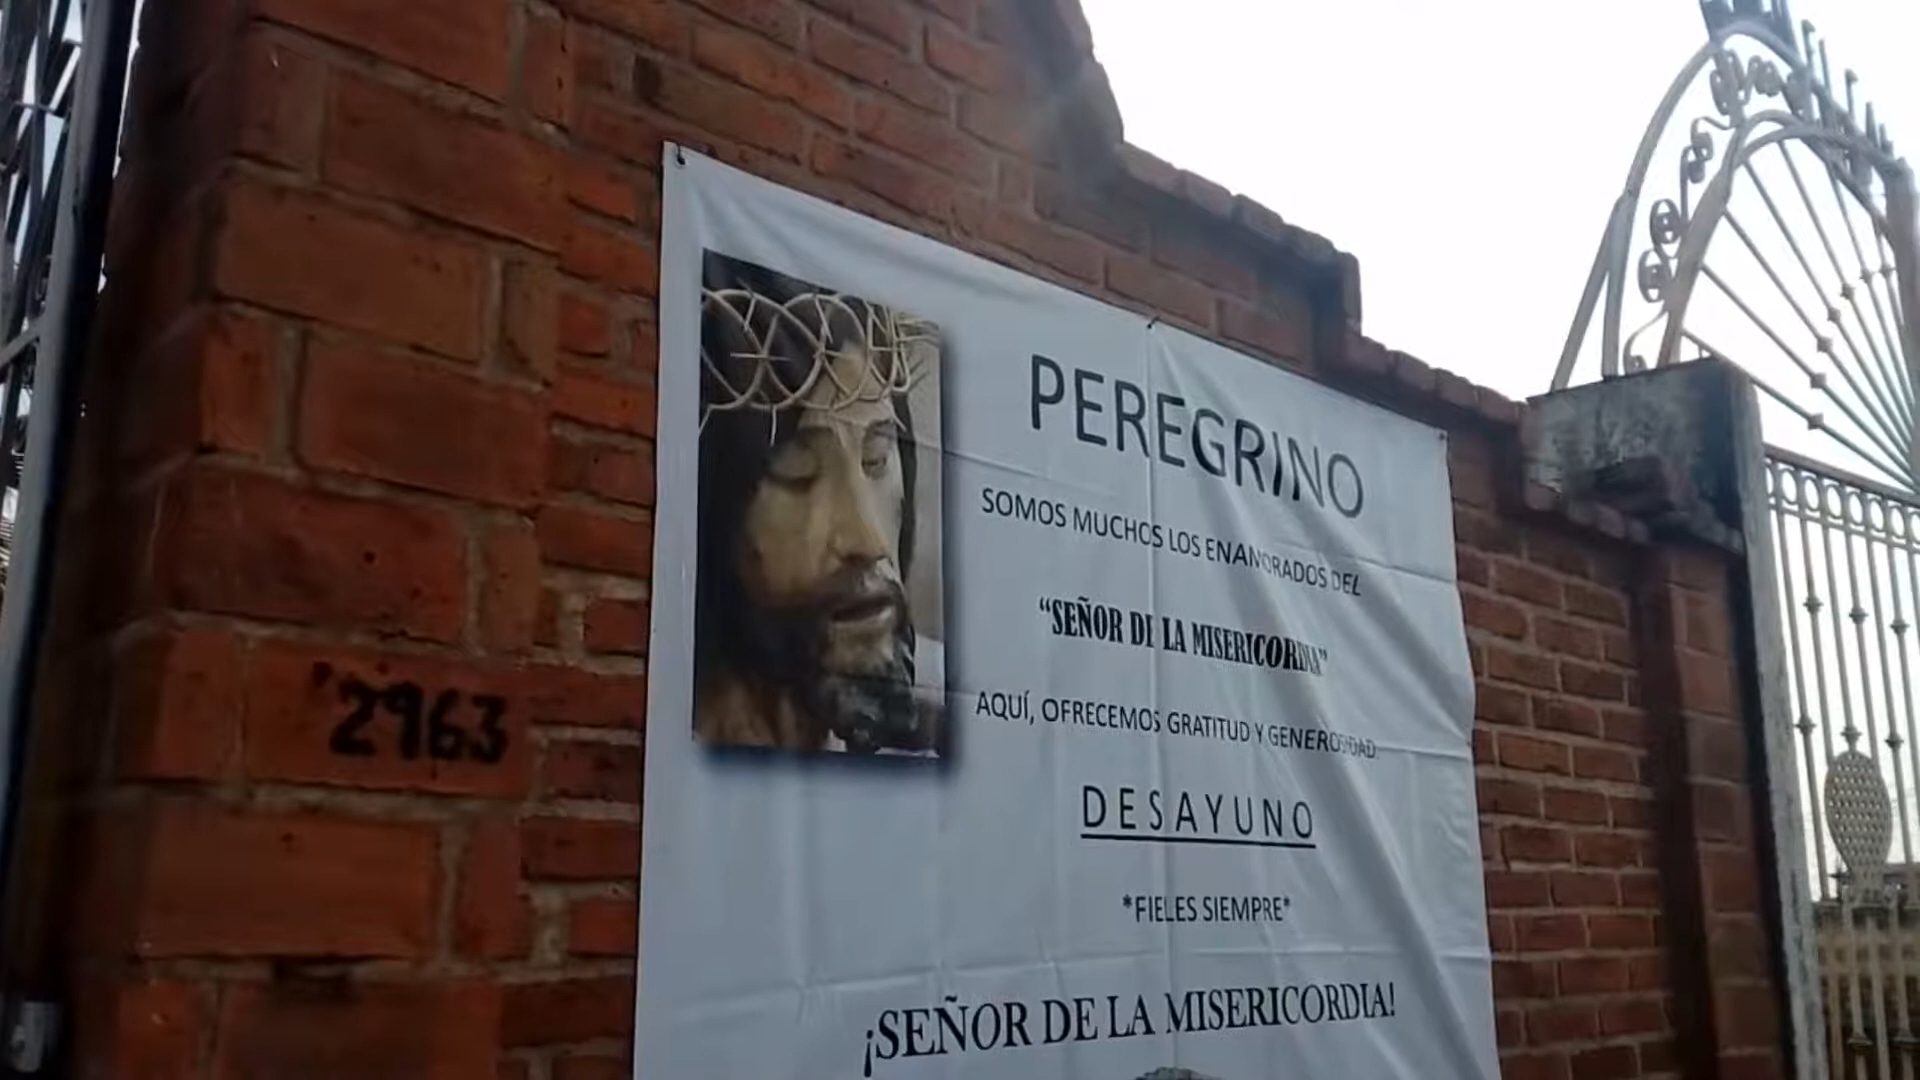 2963
PEREGRINO
SOMOS MUCHOS LOS ENAMORADOS DEL
“SEÑOR DE LA MISERICORDIA”
AQUÍ, OFRECEMOS GRATITUD Y GENEROSIDAD.
DESAYUNO
*FIELES SIEMPRE*
¡SEÑOR DE LA MISERICORDIA!